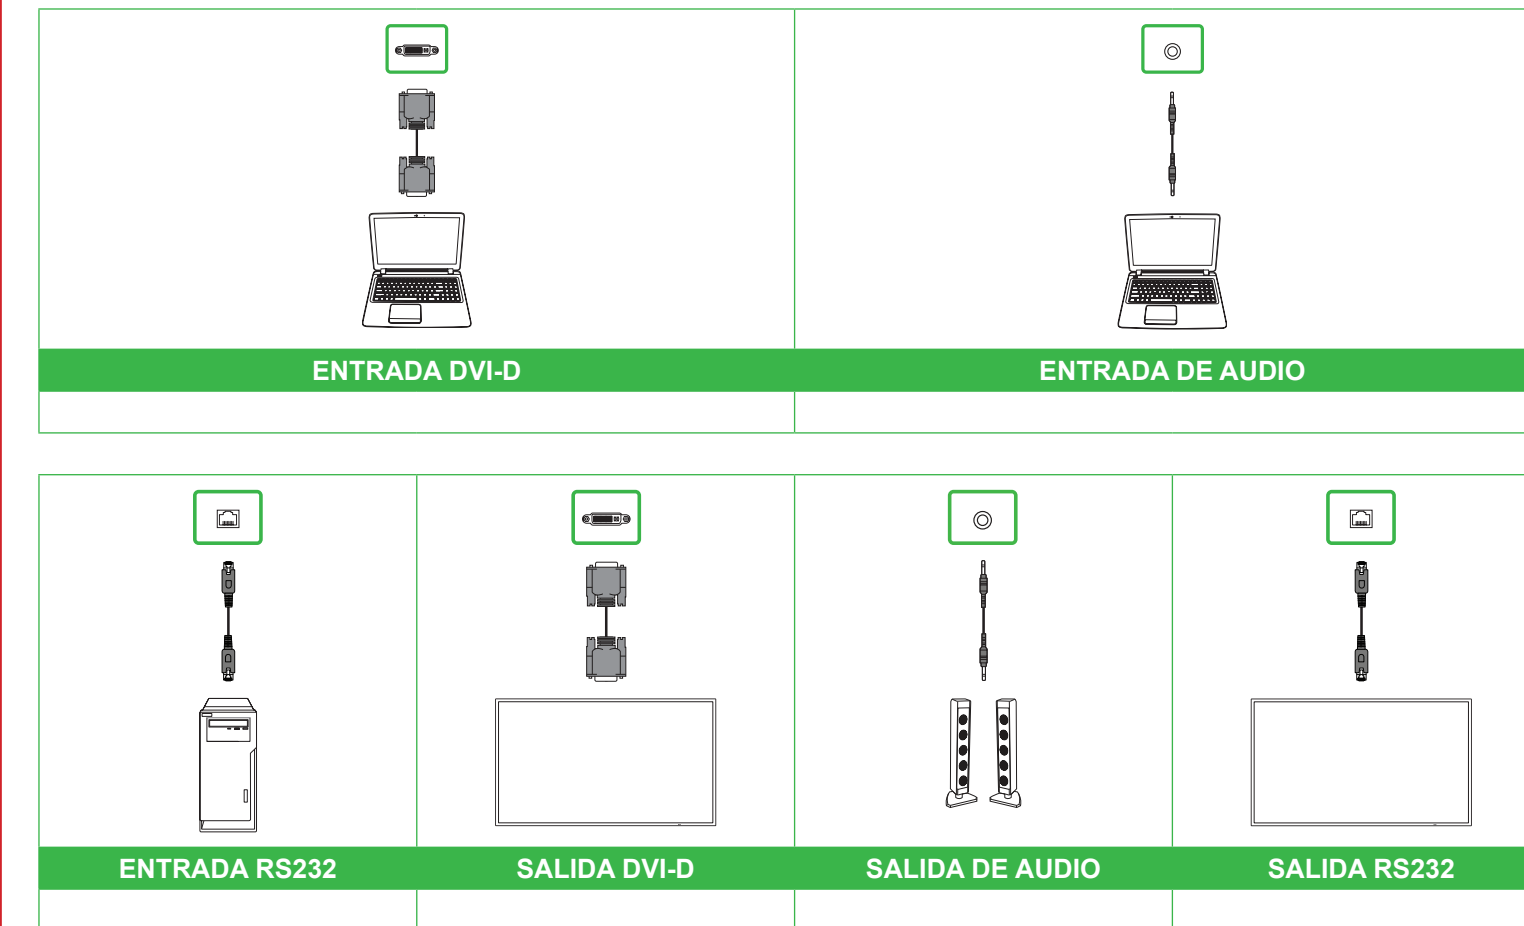 ENTRADA DVI-D
ENTRADA DE AUDIO
ENTRADA RS232
SALIDA DVI-D
SALIDA DE AUDIO
SALIDA RS232